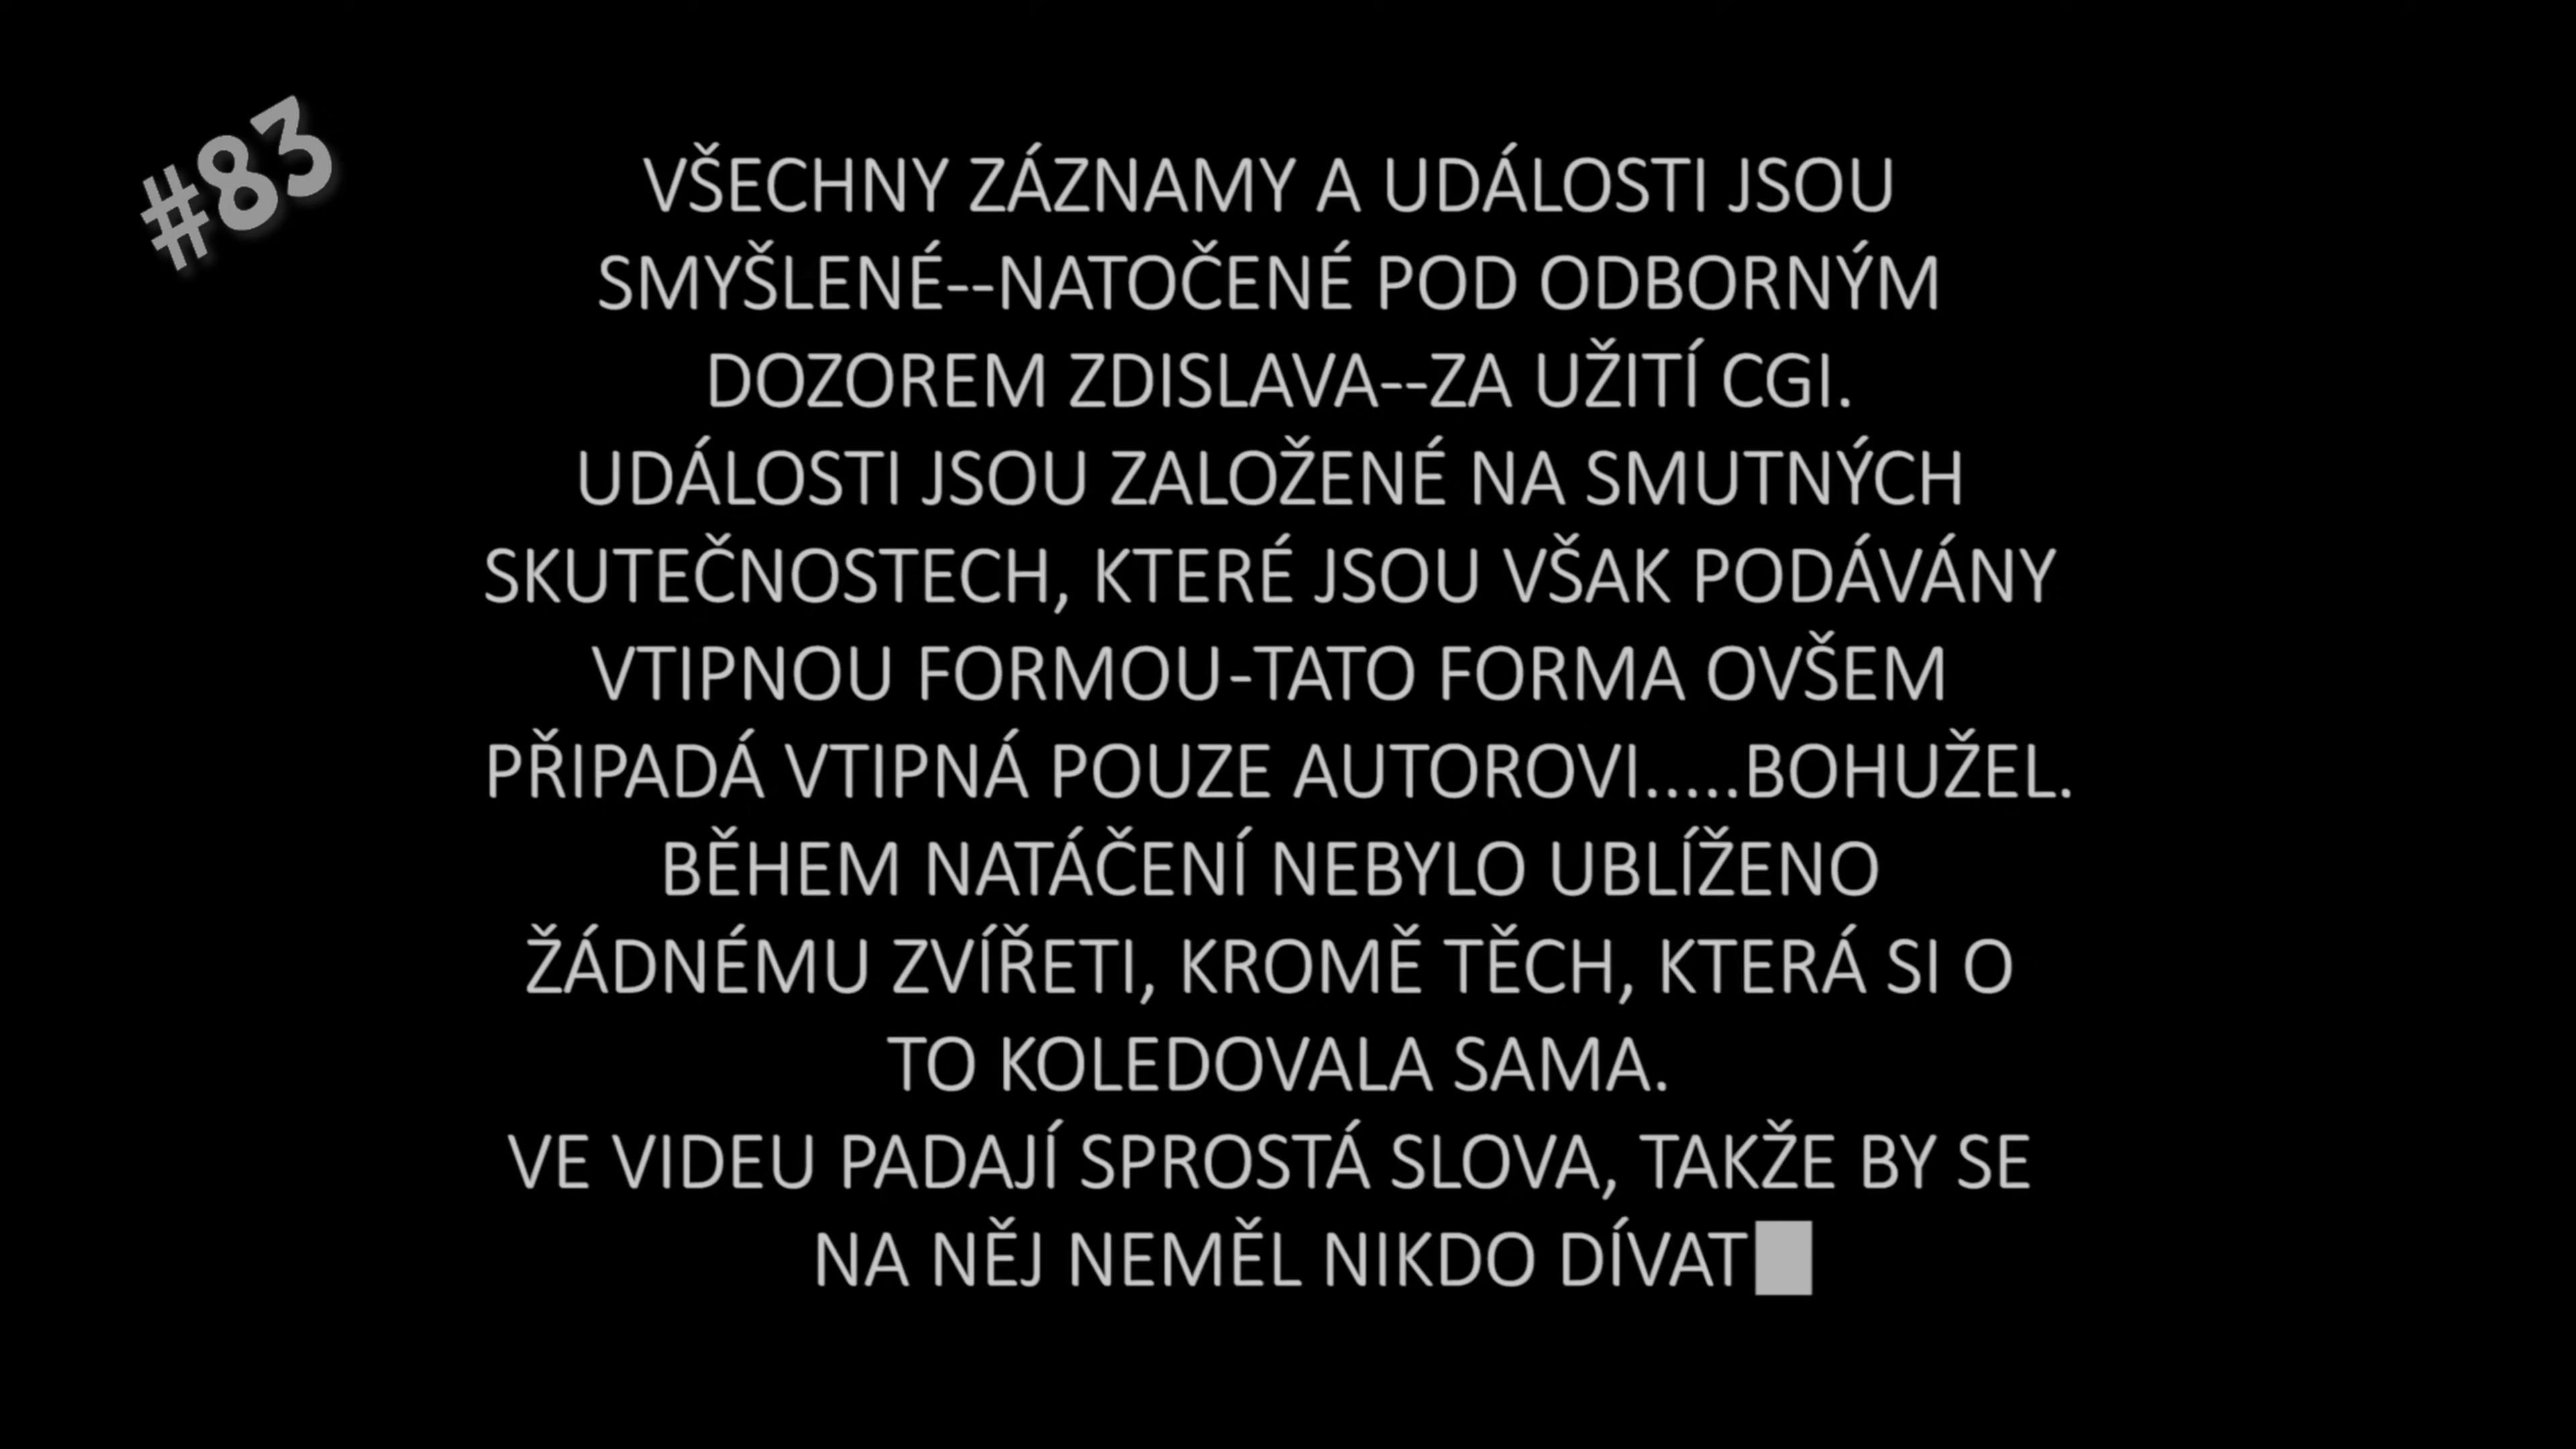 #83
VŠECHNY ZÁZNAMY A UDÁLOSTI JSOU
SMYŠLENÉ--NATOČENÉ POD ODBORNÝM
DOZOREM ZDISLAVA--ZA UŽITÍ CGI.
UDÁLOSTI JSOU ZALOŽENÉ NA SMUTNÝCH
SKUTEČNOSTECH, KTERÉ JSOU VŠAK PODÁVÁNY
VTIPNOU FORMOU-TATO FORMA OVŠEM
PŘIPADÁ VTIPNÁ POUZE AUTOROVI.....BOHUŽEL.
BĚHEM NATÁČENÍ NEBYLO UBLÍŽENO
ŽÁDNÉMU ZVÍŘETI, KROMĚ TĚCH, KTERÁ SI O
TO KOLEDOVALA SAMA.
VE VIDEU PADAJÍ SPROSTÁ SLOVA, TAKŽE BY SE
NA NĚJ NEMĚL NIKDO DÍVAT